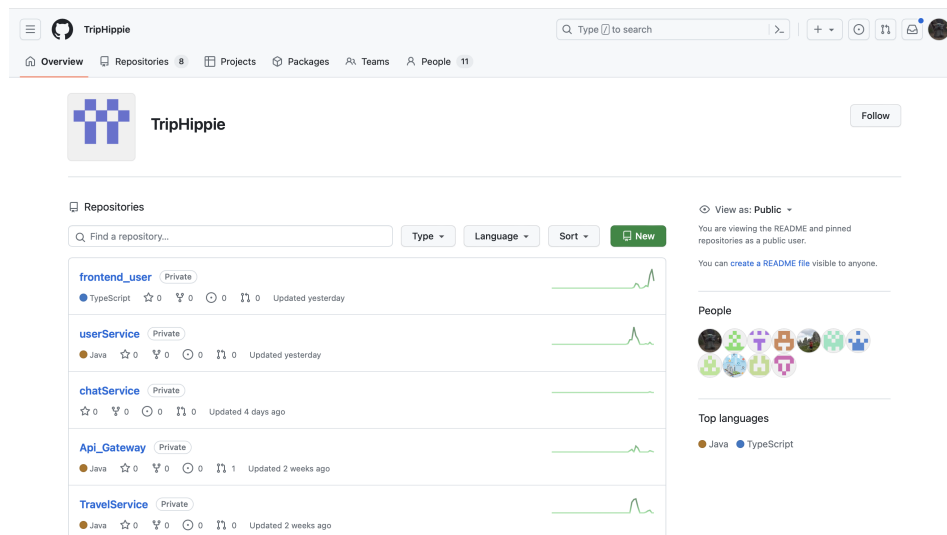 TripHippie
Type / to search
Overview Repositories 8 Projects Packages Teams People 11
TripHippie
Follow
Repositories
Find a repository...
Type Language Sort New
frontend_user Private
TypeScript 0 0 0 0 Updated yesterday
userService Private
Java 0 0 0 0 Updated yesterday
chatService Private
0 0 0 0 Updated 4 days ago
Api_Gateway Private
Java 0 0 0 1 Updated 2 weeks ago
TravelService Private
Java 0 0 0 0 Updated 2 weeks ago
View as: Public
You are viewing the README and pinned
repositories as a public user.
You can create a README file visible to anyone.
People
Top languages
Java TypeScript